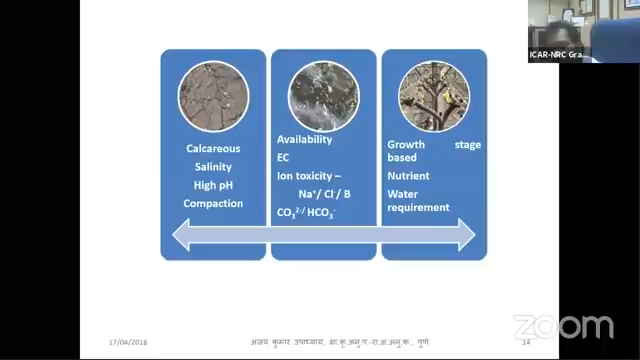 ICAR-NRC Gra...
Calcareous
Salinity
High pH
Compaction
Availability
EC
Ion toxicity –
Na⁺/ Cl⁻/ B
CO₃²⁻/ HCO₃⁻
Growth stage
based
Nutrient
Water
requirement
17/04/2018
अजय कुमार उपाध्याय, भा.कृ.अनु.प.-रा.अं.अनु.के., पुणे
14
zoom